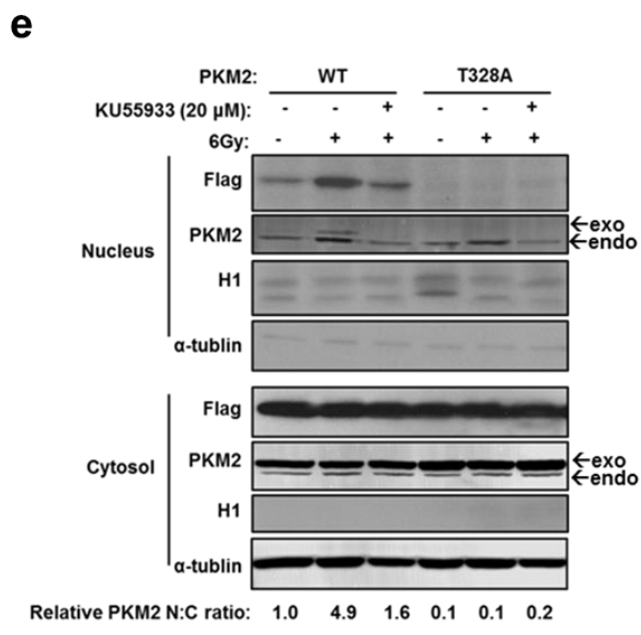 e
PKM2: WT T328A
KU55933 (20 µM): - - + - - +
6Gy: - + + - + +
Nucleus
Flag
PKM2 ←exo
←endo
H1
α-tublin
Cytosol
Flag
PKM2 ←exo
←endo
H1
α-tublin
Relative PKM2 N:C ratio: 1.0 4.9 1.6 0.1 0.1 0.2